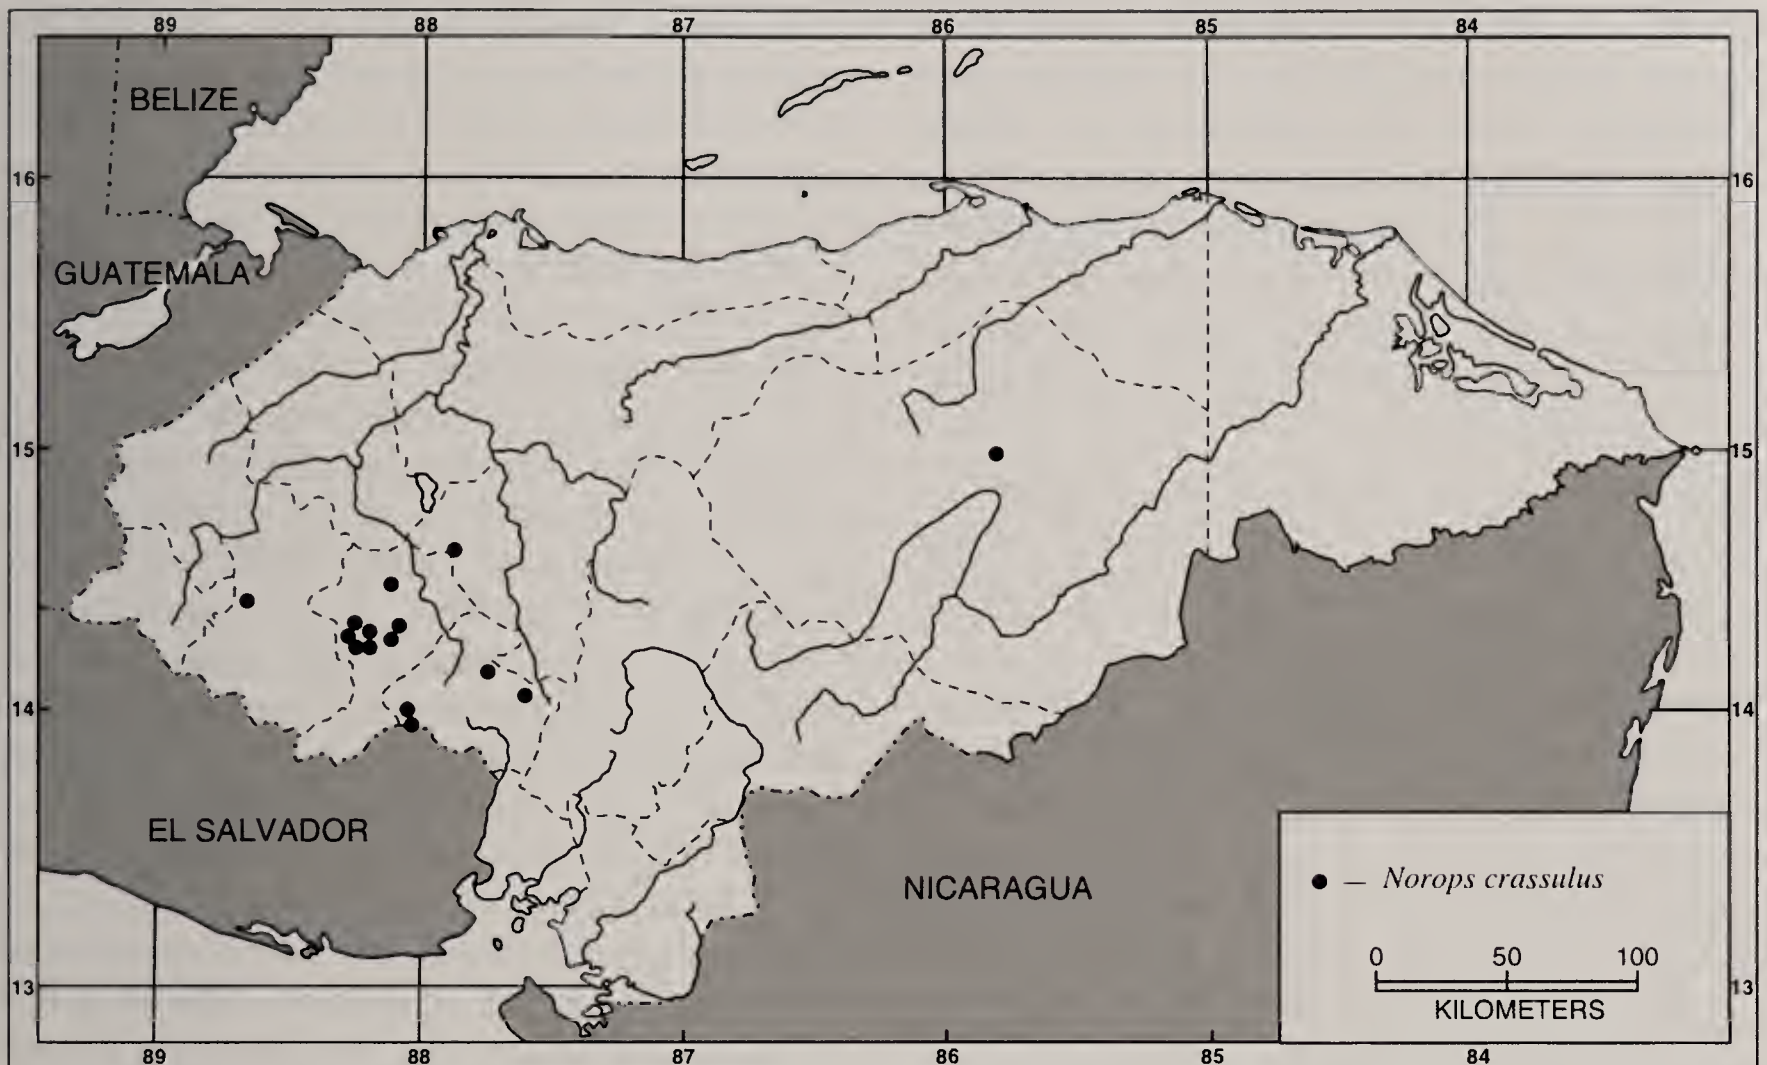 89 88 87 86 85 84
BELIZE
16 16
GUATEMALA
15 15
14 14
EL SALVADOR
NICARAGUA
● — Norops crassulus
0 50 100
KILOMETERS
13 13
89 88 87 86 85 84